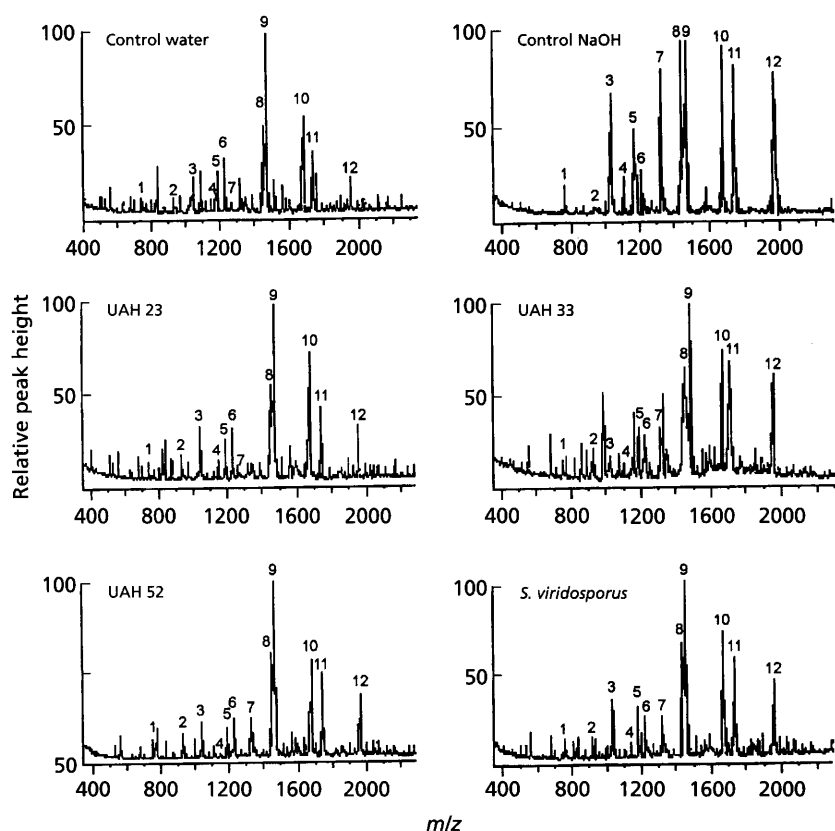 Relative peak height
Control water
100
50
1 2 3 4 5 6 7 8 9 10 11 12
400 800 1200 1600 2000
Control NaOH
100
50
1 2 3 4 5 6 7 8 9 10 11 12
400 800 1200 1600 2000
UAH 23
100
50
1 2 3 4 5 6 7 8 9 10 11 12
400 800 1200 1600 2000
UAH 33
100
50
1 2 3 4 5 6 7 8 9 10 11 12
400 800 1200 1600 2000
UAH 52
100
50
1 2 3 4 5 6 7 8 9 10 11 12
400 800 1200 1600 2000
S. viridosporus
100
50
1 2 3 4 5 6 7 8 9 10 11 12
400 800 1200 1600 2000
m/z